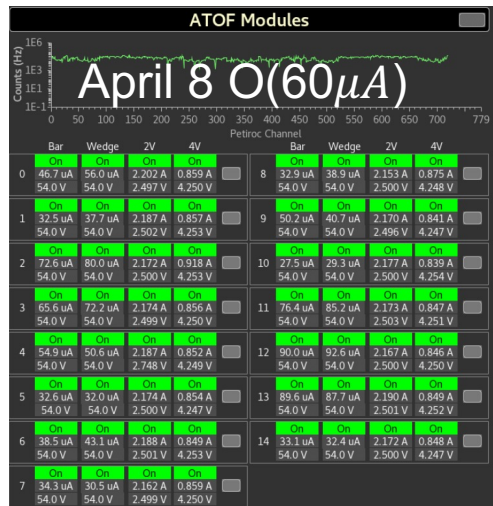 ATOF Modules
1E6
1E3
1E1
1E-1
Counts (Hz)
April 8 O(60μA)
0 50 100 150 200 250 300 350 400 450 500 550 600 650 700 779
Petiroc Channel
Bar Wedge 2V 4V Bar Wedge 2V 4V
On On On On On On On On
0 46.7 uA 56.0 uA 2.202 A 0.859 A 8 32.9 uA 38.9 uA 2.153 A 0.875 A
54.0 V 54.0 V 2.497 V 4.250 V 54.0 V 54.0 V 2.500 V 4.248 V
On On On On On On On On
1 32.5 uA 37.7 uA 2.187 A 0.857 A 9 50.2 uA 40.7 uA 2.170 A 0.841 A
54.0 V 54.0 V 2.502 V 4.253 V 54.0 V 54.0 V 2.496 V 4.247 V
On On On On On On On On
2 72.6 uA 80.0 uA 2.172 A 0.918 A 10 27.5 uA 29.3 uA 2.177 A 0.839 A
54.0 V 54.0 V 2.500 V 4.253 V 54.0 V 54.0 V 2.500 V 4.254 V
On On On On On On On On
3 65.6 uA 72.2 uA 2.174 A 0.856 A 11 76.4 uA 85.2 uA 2.173 A 0.847 A
54.0 V 54.0 V 2.499 V 4.250 V 54.0 V 54.0 V 2.503 V 4.251 V
On On On On On On On On
4 54.9 uA 50.6 uA 2.187 A 0.852 A 12 90.0 uA 92.6 uA 2.167 A 0.846 A
54.0 V 54.0 V 2.748 V 4.249 V 54.0 V 54.0 V 2.500 V 4.250 V
On On On On On On On On
5 32.6 uA 32.0 uA 2.174 A 0.854 A 13 89.6 uA 87.7 uA 2.190 A 0.849 A
54.0 V 54.0 V 2.500 V 4.247 V 54.0 V 54.0 V 2.501 V 4.252 V
On On On On On On On On
6 38.5 uA 43.1 uA 2.188 A 0.849 A 14 33.1 uA 32.4 uA 2.172 A 0.848 A
54.0 V 54.0 V 2.501 V 4.253 V 54.0 V 54.0 V 2.500 V 4.247 V
On On On On
7 34.3 uA 30.5 uA 2.162 A 0.859 A
54.0 V 54.0 V 2.499 V 4.250 V